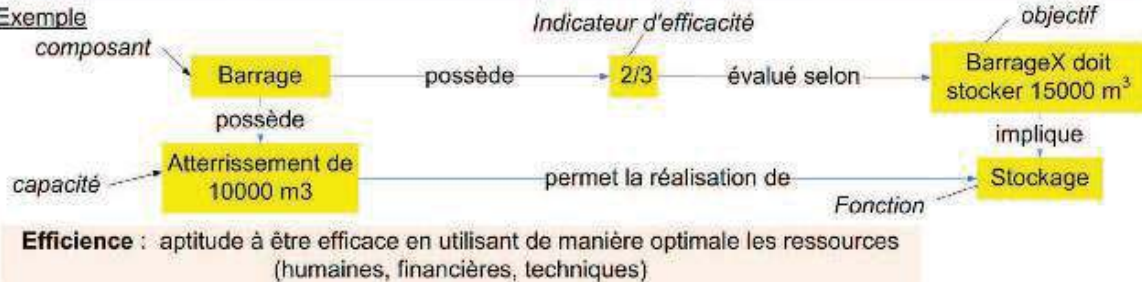 Exemple
composant
Indicateur d'efficacité
objectif
Barrage
possède
2/3
évalué selon
BarrageX doit
stocker 15000 m³
possède
implique
capacité
Atterrissement de
10000 m3
permet la réalisation de
Stockage
Fonction
Efficience : aptitude à être efficace en utilisant de manière optimale les ressources
(humaines, financières, techniques)